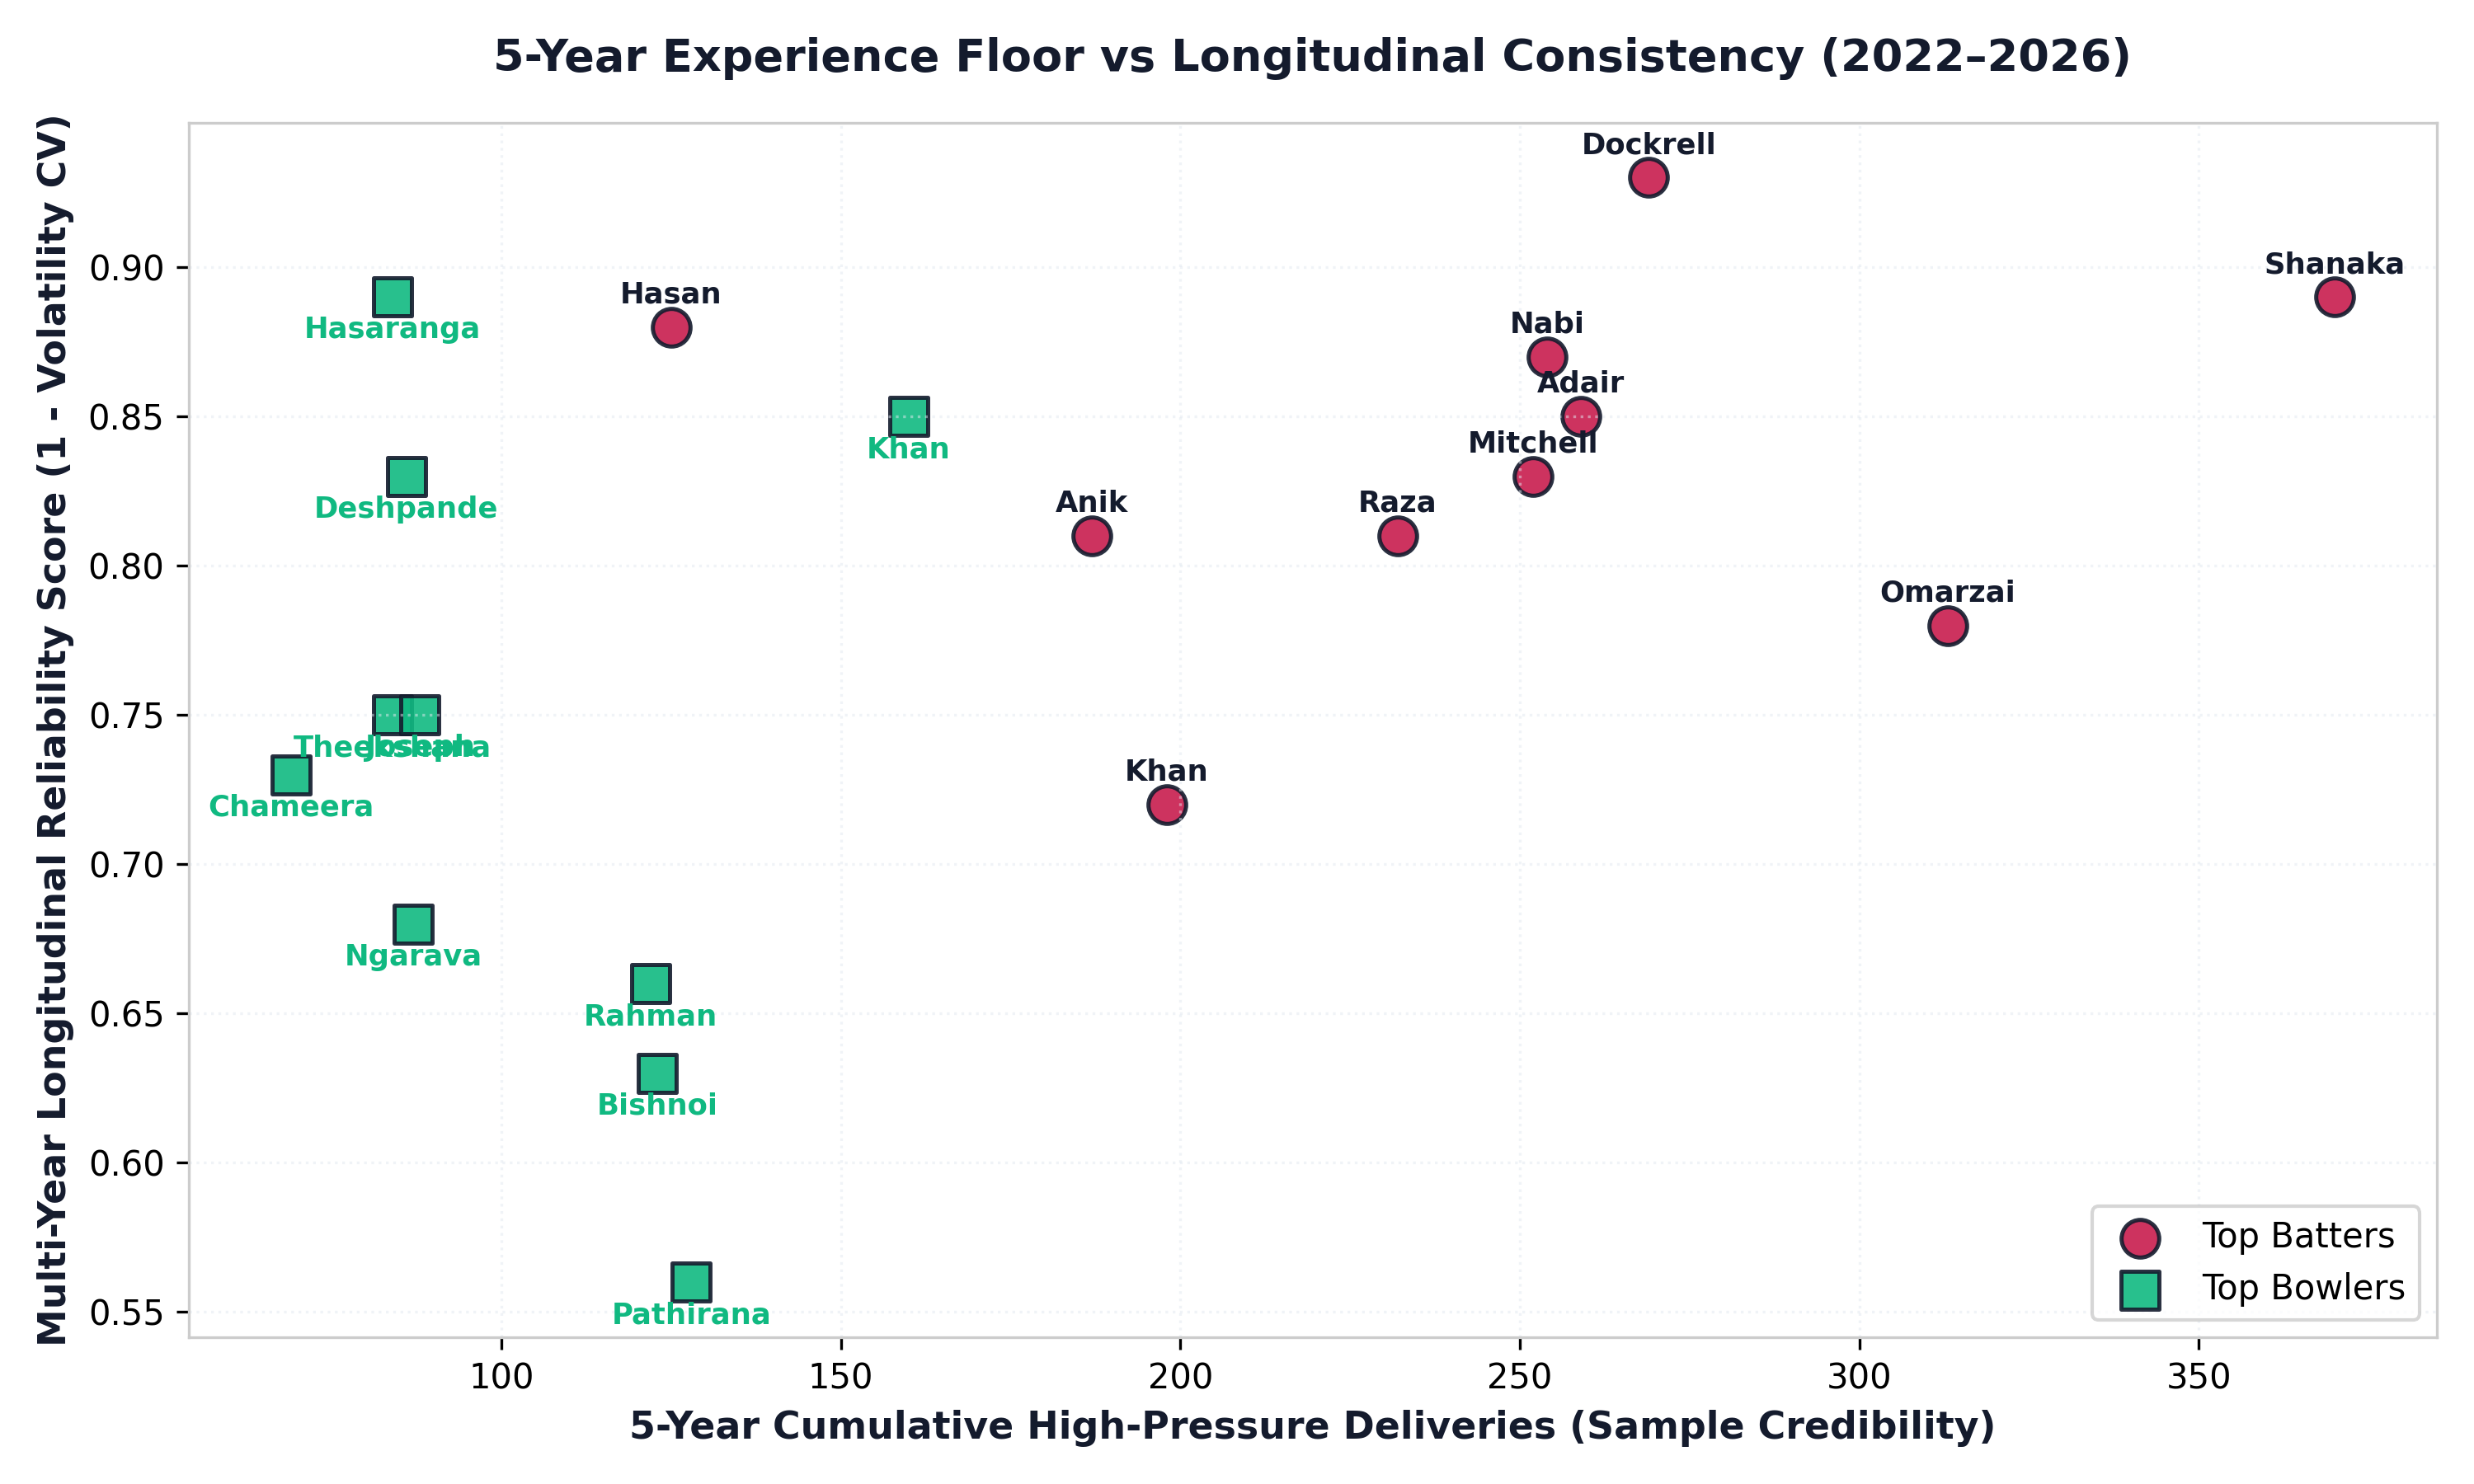 5-Year Experience Floor vs Longitudinal Consistency (2022–2026)
Multi-Year Longitudinal Reliability Score (1 - Volatility CV)
0.90
0.85
0.80
0.75
0.70
0.65
0.60
0.55
Dockrell
Shanaka
Hasan
Hasaranga
Nabi
Adair
Khan
Mitchell
Deshpande
Anik
Raza
Omarzai
Theekshana
Joseph
Chameera
Khan
Ngarava
Rahman
Bishnoi
Pathirana
Top Batters
Top Bowlers
100
150
200
250
300
350
5-Year Cumulative High-Pressure Deliveries (Sample Credibility)